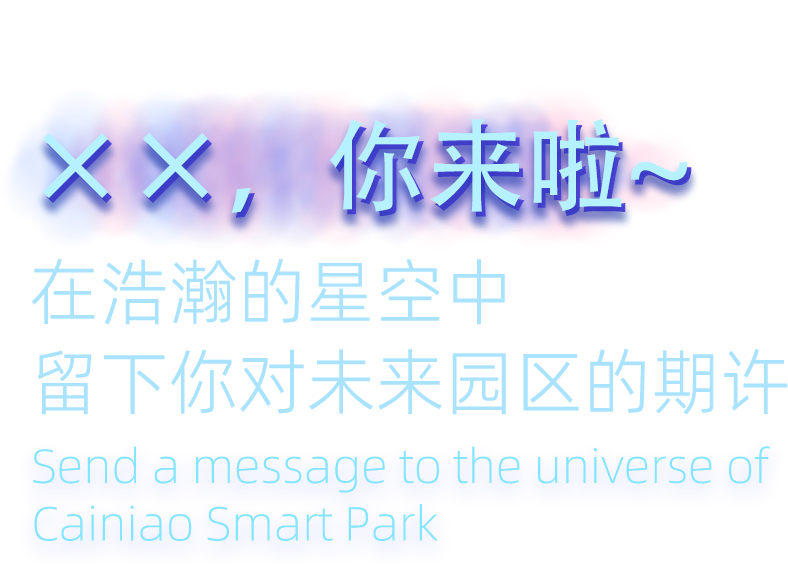 ××，你来啦~
在浩瀚的星空中
留下你对未来园区的期许
Send a message to the universe of
Cainiao Smart Park